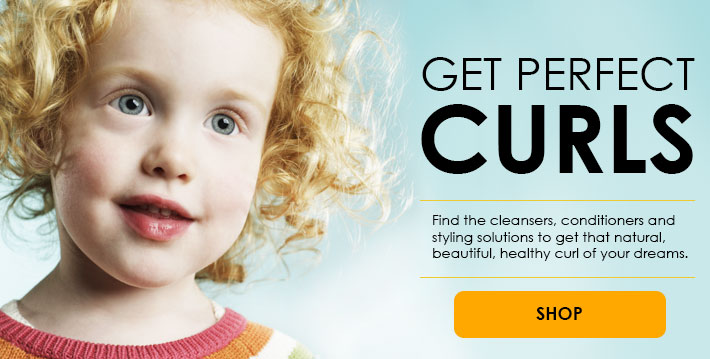 GET PERFECT
CURLS
Find the cleansers, conditioners and
styling solutions to get that natural,
beautiful, healthy curl of your dreams.
SHOP